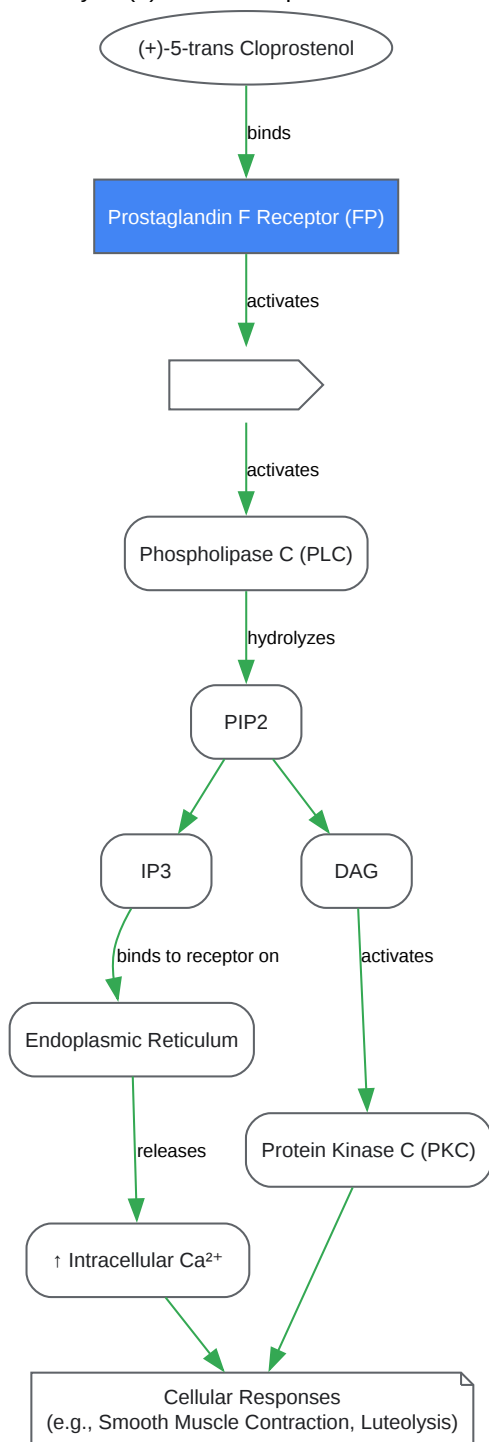 (+)-5-trans Cloprostenol
binds
Prostaglandin F Receptor (FP)
activates
activates
Phospholipase C (PLC)
hydrolyzes
PIP2
IP3
DAG
binds to receptor on
activates
Endoplasmic Reticulum
releases
Protein Kinase C (PKC)
↑ Intracellular Ca²⁺
Cellular Responses
(e.g., Smooth Muscle Contraction, Luteolysis)